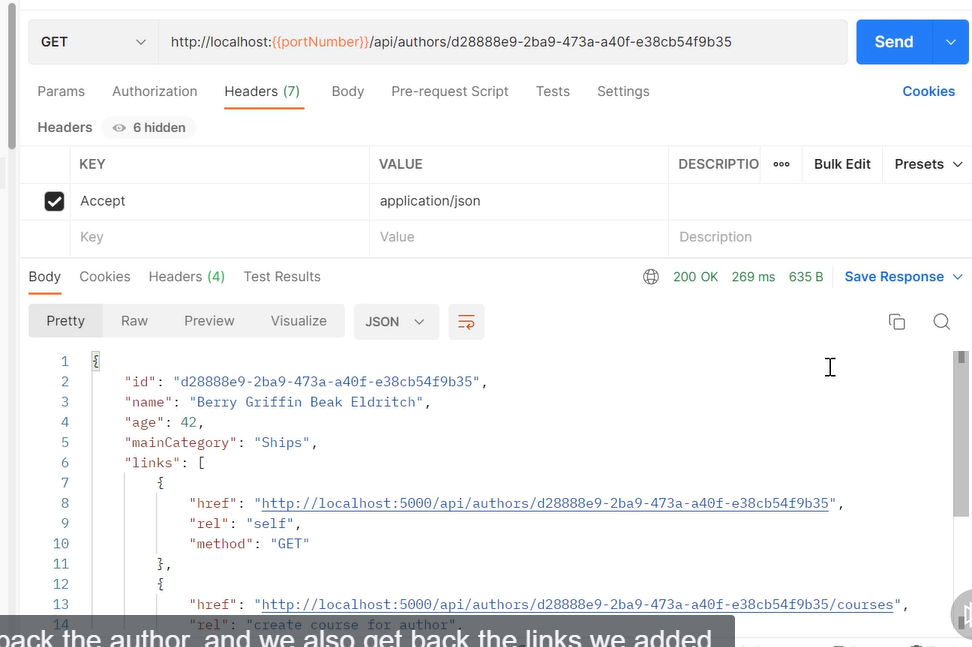 GET
http://localhost:{{portNumber}}/api/authors/d28888e9-2ba9-473a-a40f-e38cb54f9b35
Send
Params Authorization Headers (7) Body Pre-request Script Tests Settings Cookies
Headers 6 hidden
KEY VALUE DESCRIPTIO ooo Bulk Edit Presets
Accept application/json
Key Value Description
Body Cookies Headers (4) Test Results 200 OK 269 ms 635 B Save Response
Pretty Raw Preview Visualize JSON
1 {
2 "id": "d28888e9-2ba9-473a-a40f-e38cb54f9b35",
3 "name": "Berry Griffin Beak Eldritch",
4 "age": 42,
5 "mainCategory": "Ships",
6 "links": [
7 {
8 "href": "http://localhost:5000/api/authors/d28888e9-2ba9-473a-a40f-e38cb54f9b35",
9 "rel": "self",
10 "method": "GET"
11 },
12 {
13 "href": "http://localhost:5000/api/authors/d28888e9-2ba9-473a-a40f-e38cb54f9b35/courses",
14 "rel": "create course for author",
back the author, and we also get back the links we added